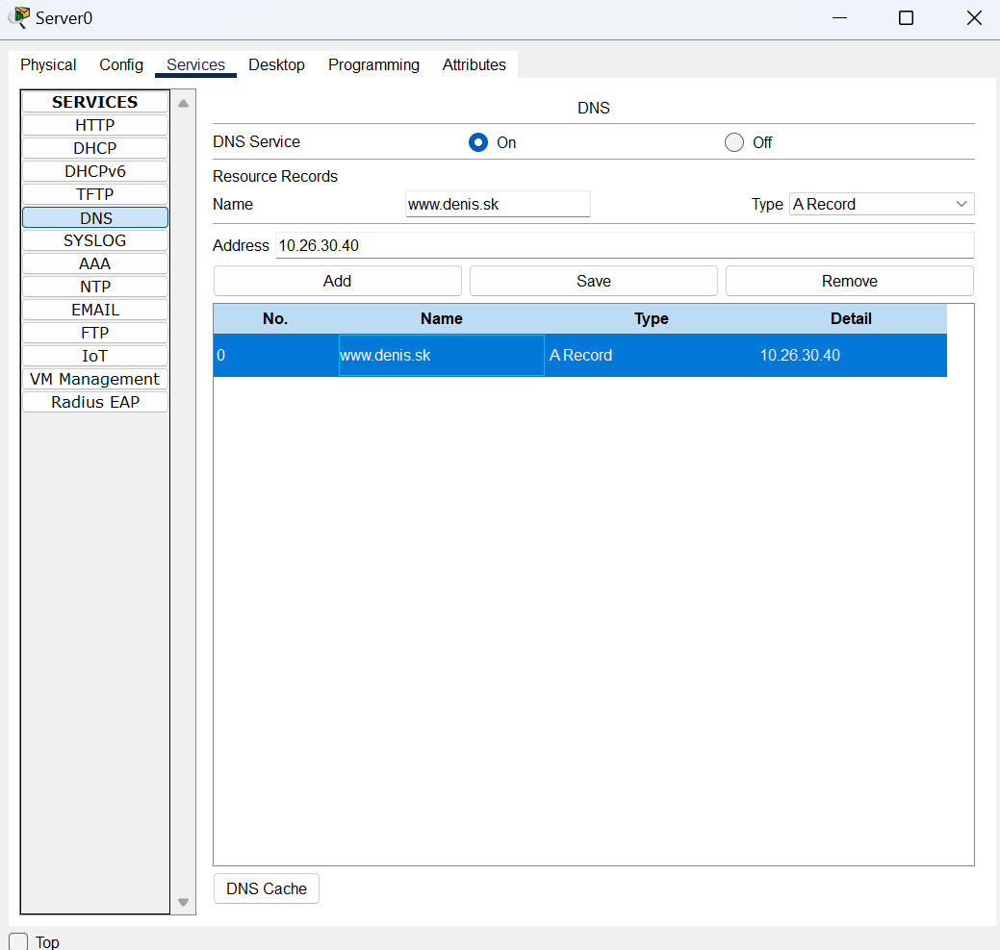 Server0
Physical Config Services Desktop Programming Attributes
SERVICES
HTTP
DHCP
DHCPv6
TFTP
DNS
SYSLOG
AAA
NTP
EMAIL
FTP
IoT
VM Management
Radius EAP
DNS
DNS Service On Off
Resource Records
Name www.denis.sk Type A Record
Address 10.26.30.40
Add Save Remove
No. Name Type Detail
0 www.denis.sk A Record 10.26.30.40
DNS Cache
Top